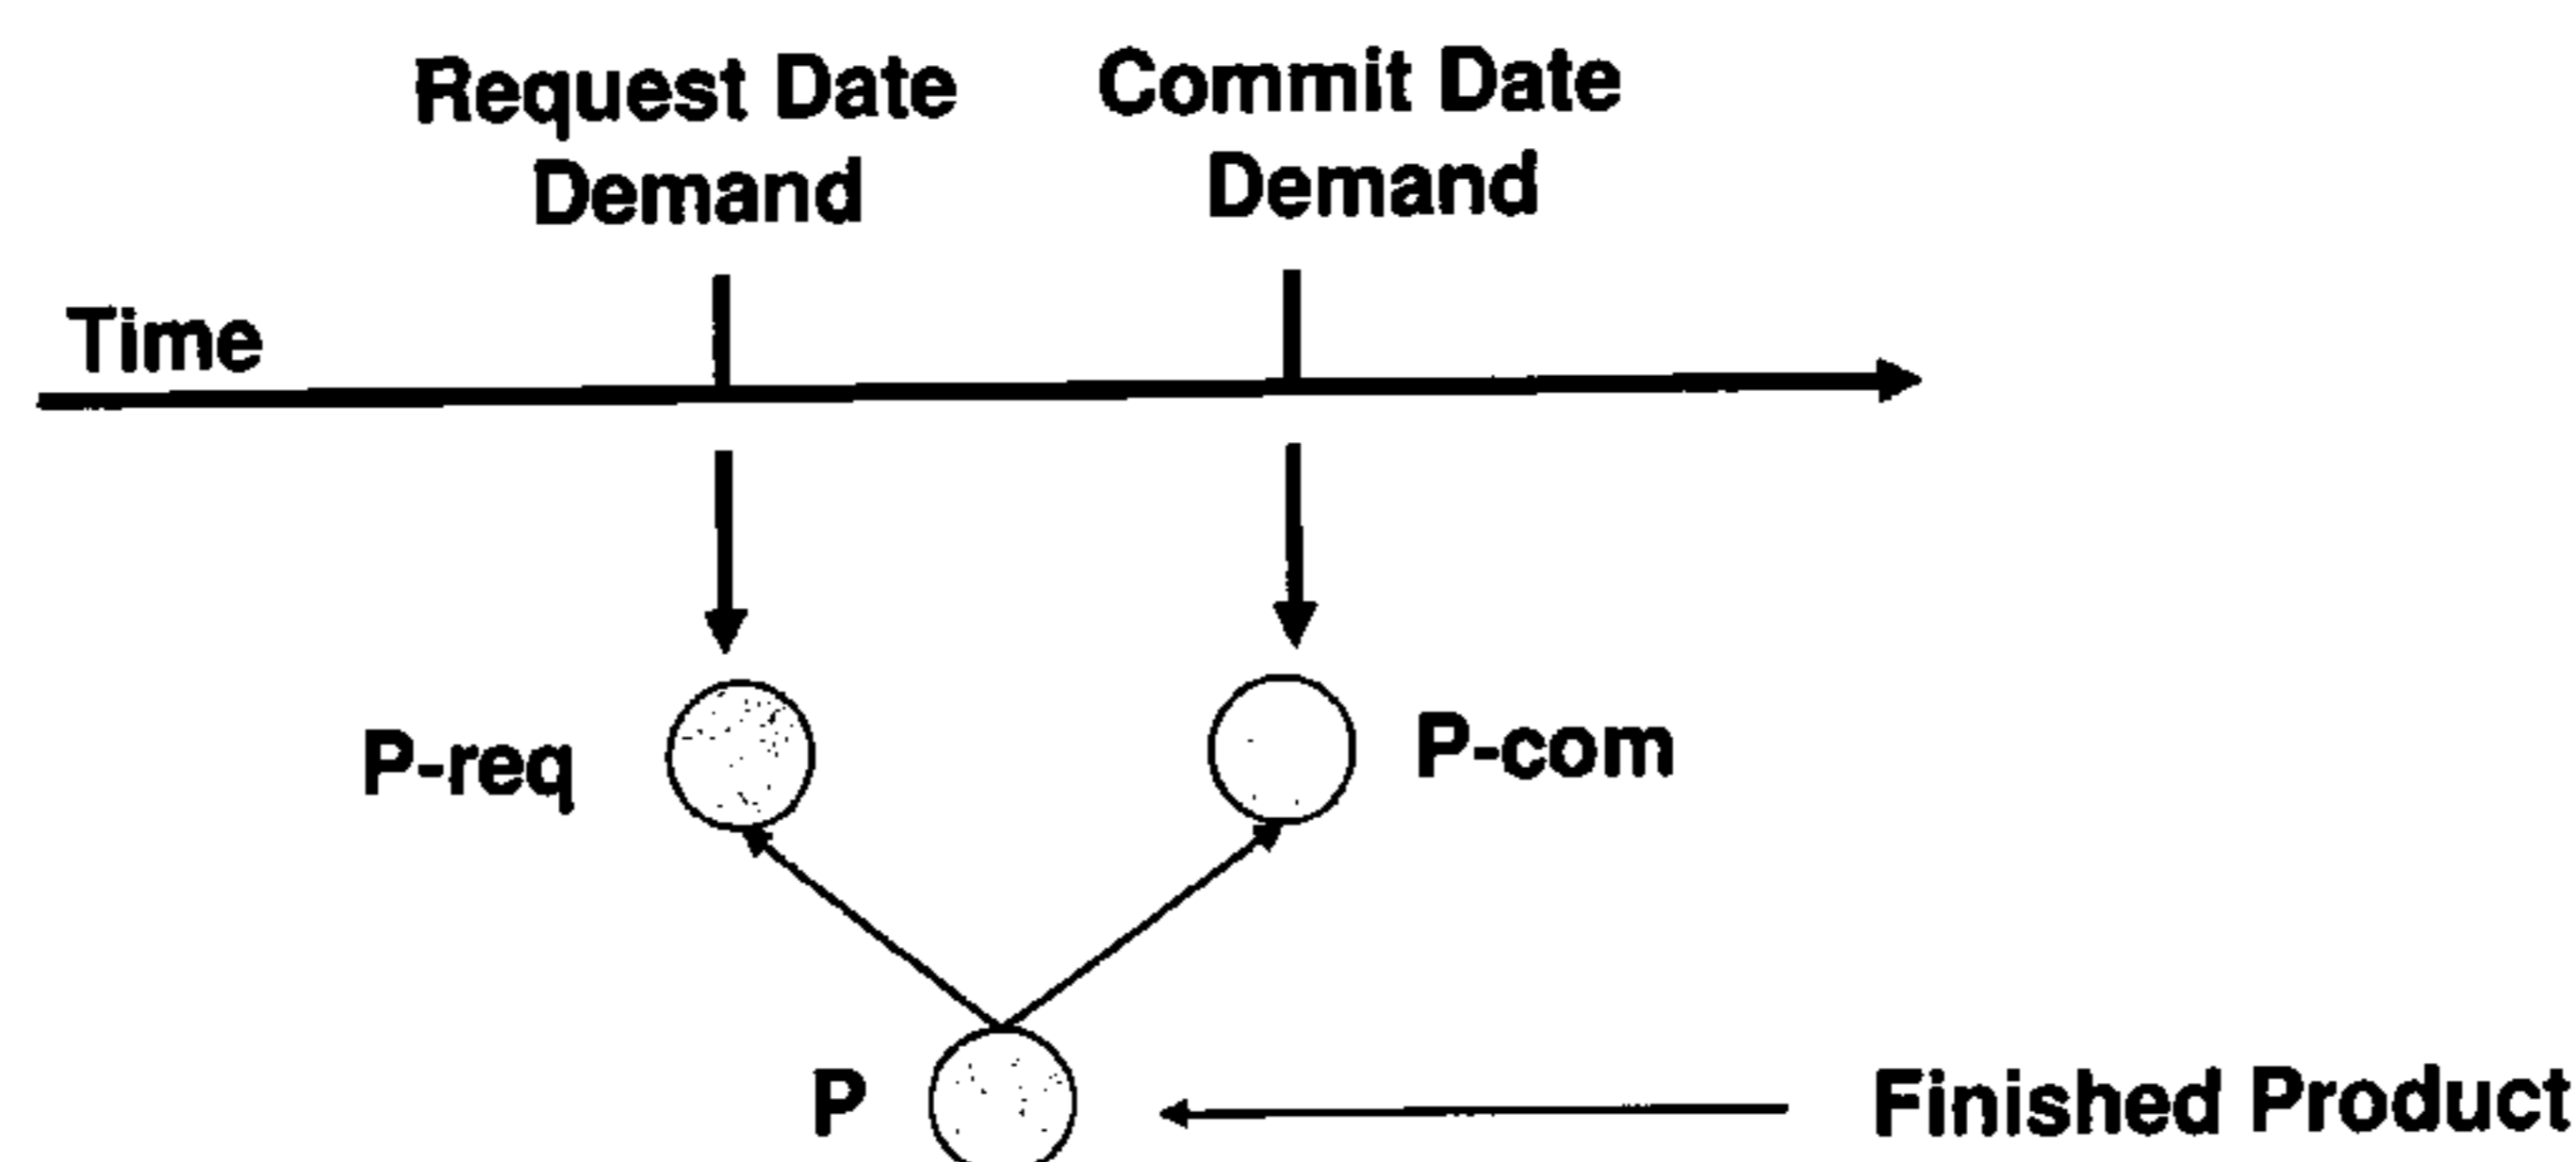 Request Date
Demand
Commit Date
Demand
Time
P-req
P-com
P
Finished Product